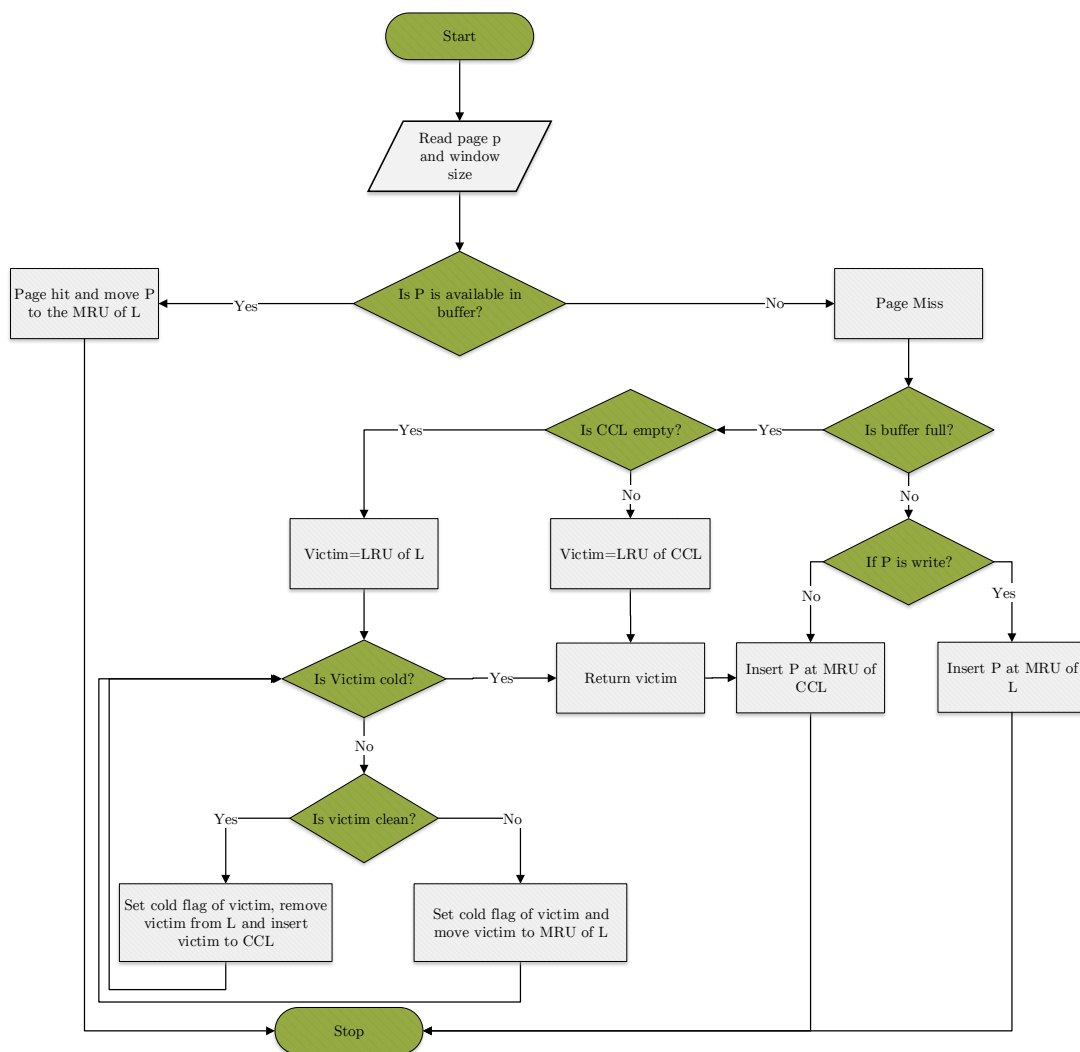 Start
Read page p
and window
size
Is P is available in
buffer?
Yes
No
Page hit and move P
to the MRU of L
Page Miss
Is buffer full?
Yes
Is CCL empty?
Yes
No
No
Victim=LRU of L
Victim=LRU of CCL
If P is write?
No
Yes
Is Victim cold?
Yes
Return victim
Insert P at MRU of
CCL
Insert P at MRU of
L
No
Is victim clean?
Yes
No
Set cold flag of victim, remove
victim from L and insert
victim to CCL
Set cold flag of victim and
move victim to MRU of L
Stop